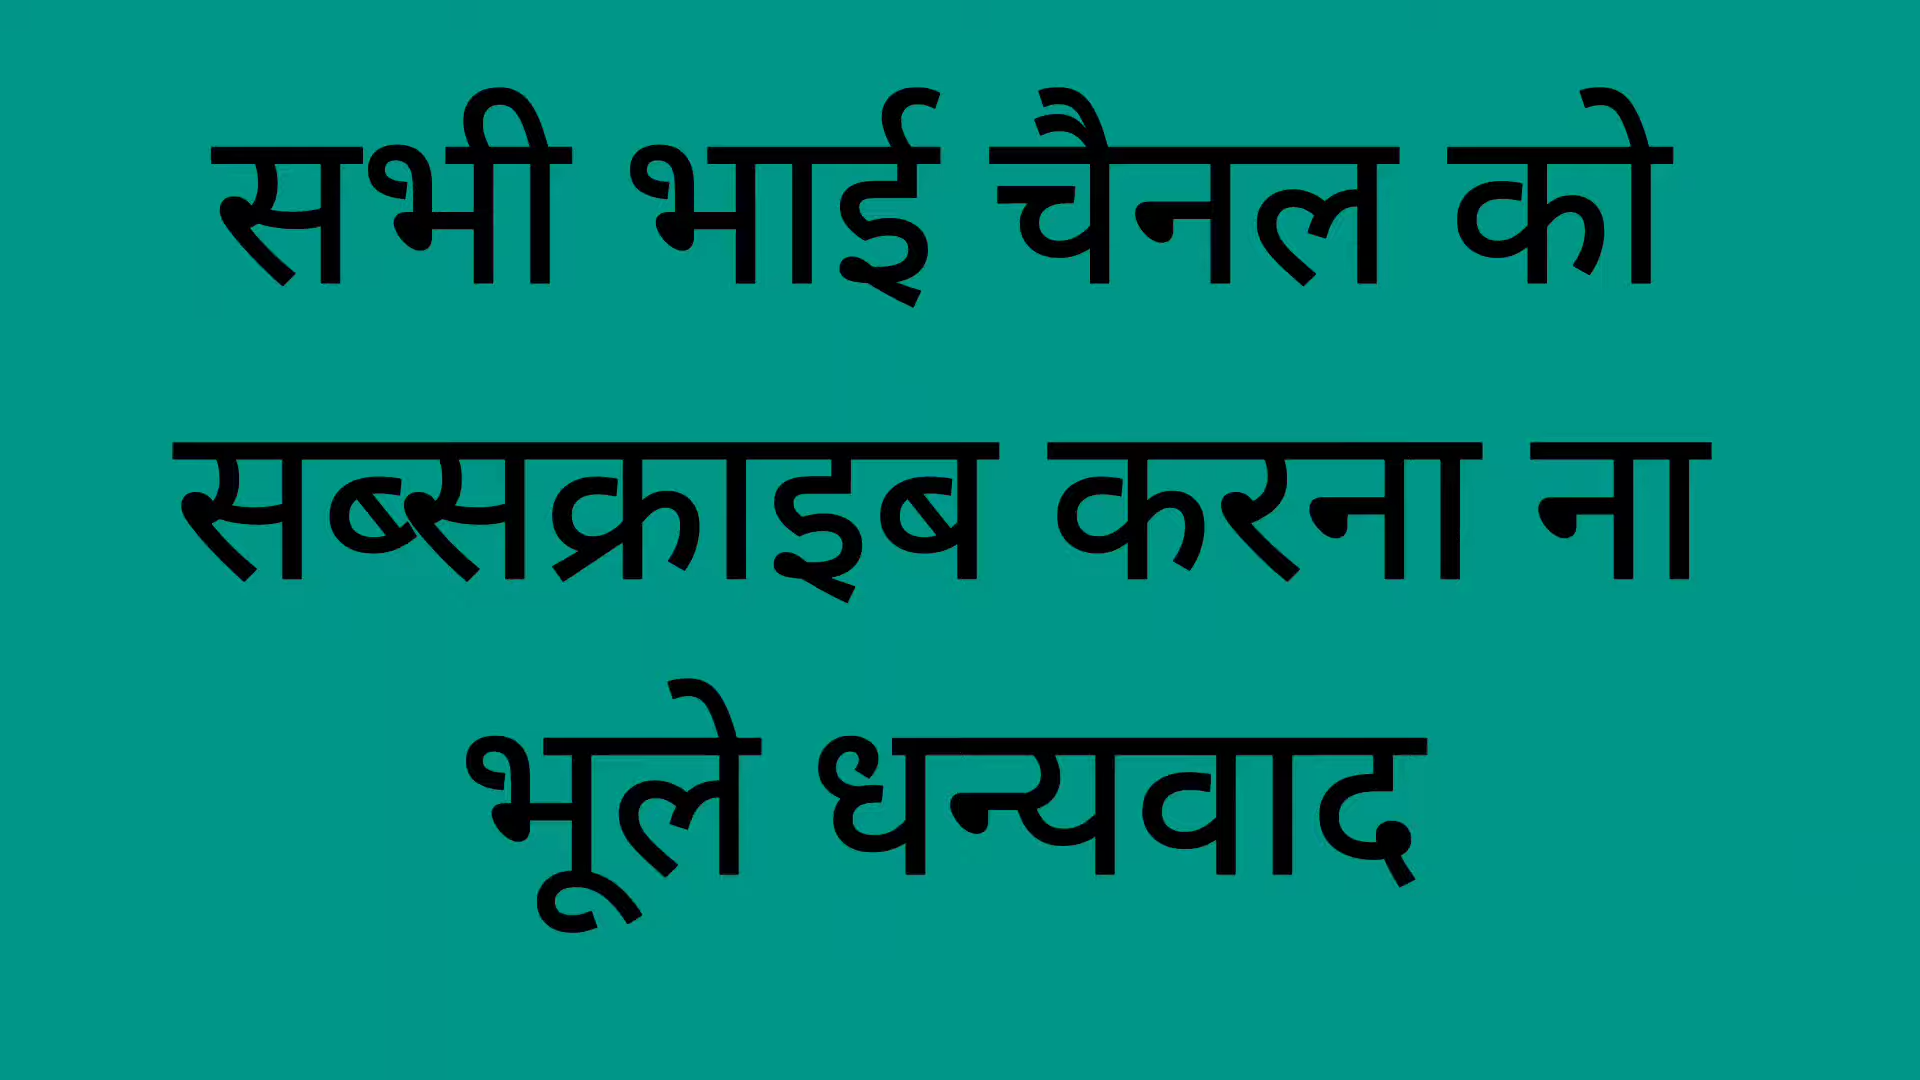 सभी भाई चैनल को
सब्सक्राइब करना ना
भूले धन्यवाद